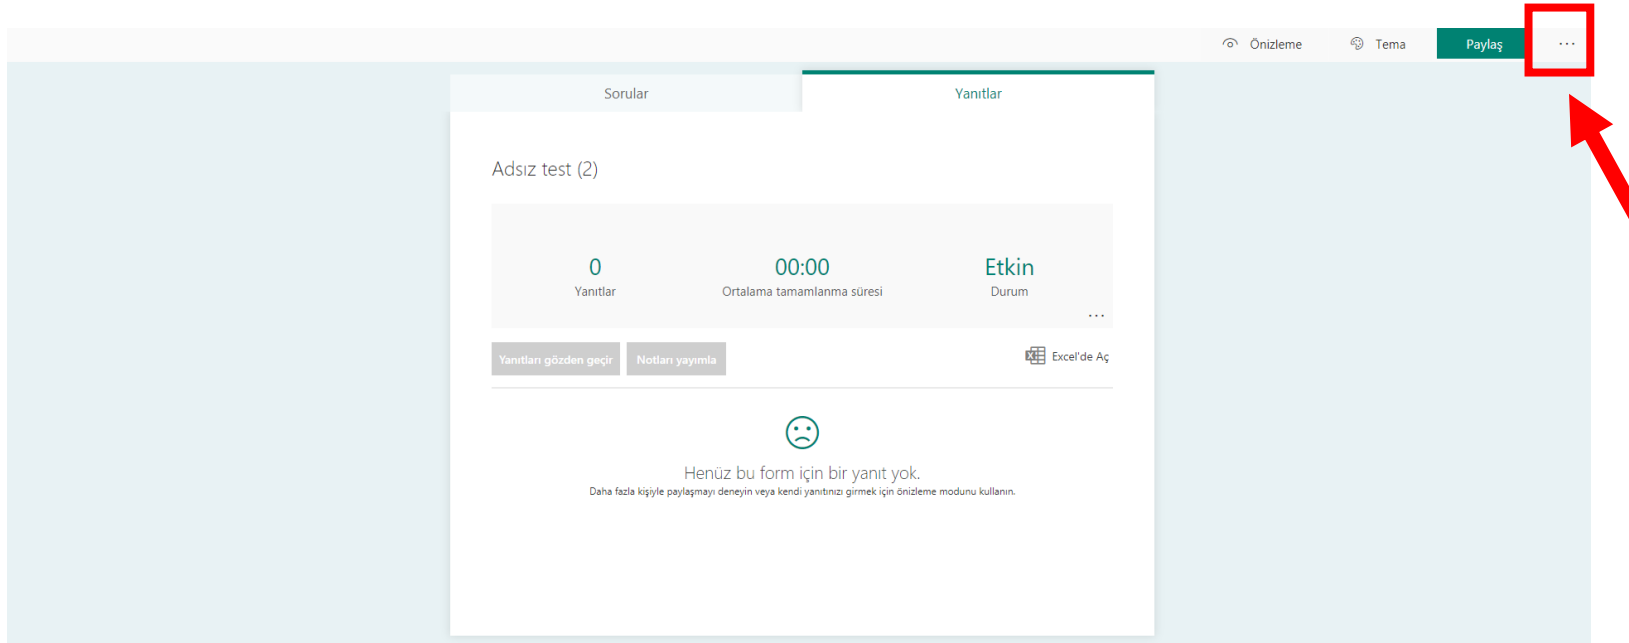 Önizleme Tema Paylaş ...
Sorular Yanıtlar
Adsız test (2)
0 00:00 Etkin
Yanıtlar Ortalama tamamlanma süresi Durum
...
Yanıtları gözden geçir Notları yayımla Excel'de Aç
Henüz bu form için bir yanıt yok.
Daha fazla kişiyle paylaşmayı deneyin veya kendi yanıtınızı girmek için önizleme modunu kullanın.